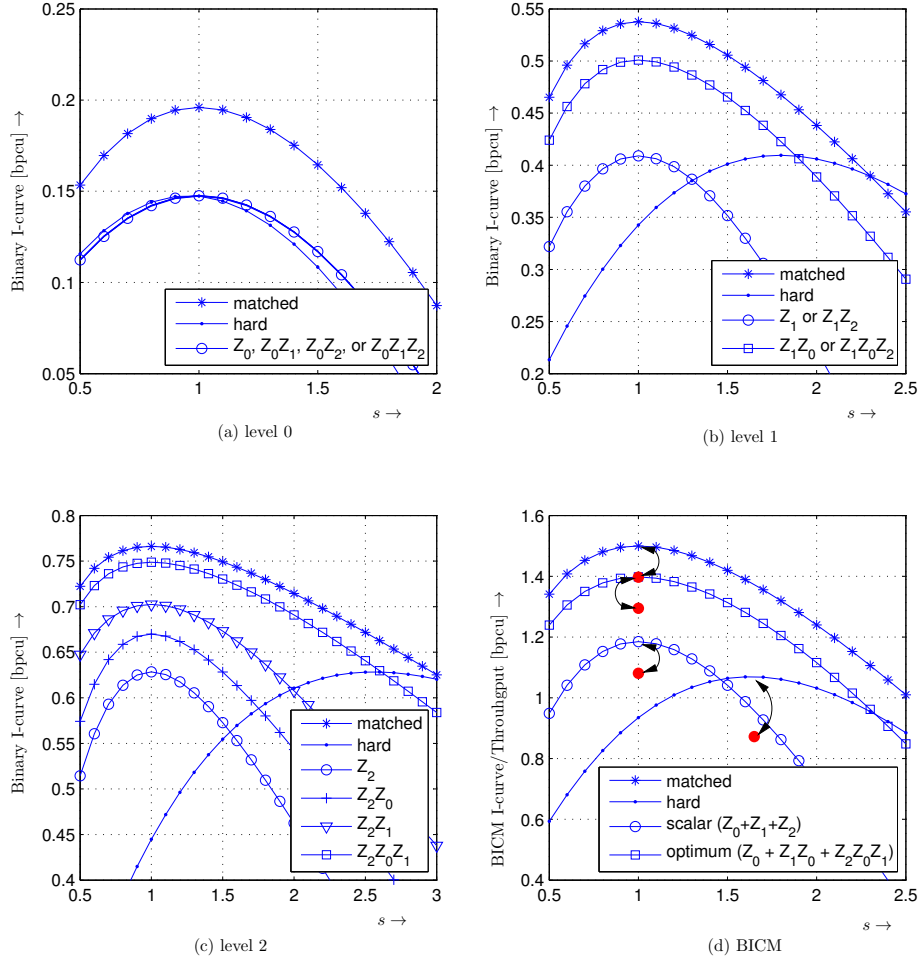 0.25
0.2
0.15
0.1
0.05
0.5
1
1.5
2
Binary I-curve [bpcu] →
s →
matched
hard
Z0, Z0Z1, Z0Z2, or Z0Z1Z2
(a) level 0
0.55
0.5
0.45
0.4
0.35
0.3
0.25
0.2
0.5
1
1.5
2
2.5
Binary I-curve [bpcu] →
s →
matched
hard
Z1 or Z1Z2
Z1Z0 or Z1Z0Z2
(b) level 1
0.8
0.75
0.7
0.65
0.6
0.55
0.5
0.45
0.4
0.5
1
1.5
2
2.5
3
Binary I-curve [bpcu] →
s →
matched
hard
Z2
Z2Z0
Z2Z1
Z2Z0Z1
(c) level 2
1.6
1.4
1.2
1
0.8
0.6
0.4
0.5
1
1.5
2
2.5
BICM I-curve/Throuhgput [bpcu] →
s →
matched
hard
scalar (Z0+Z1+Z2)
optimum (Z0 + Z1Z0 + Z2Z0Z1)
(d) BICM